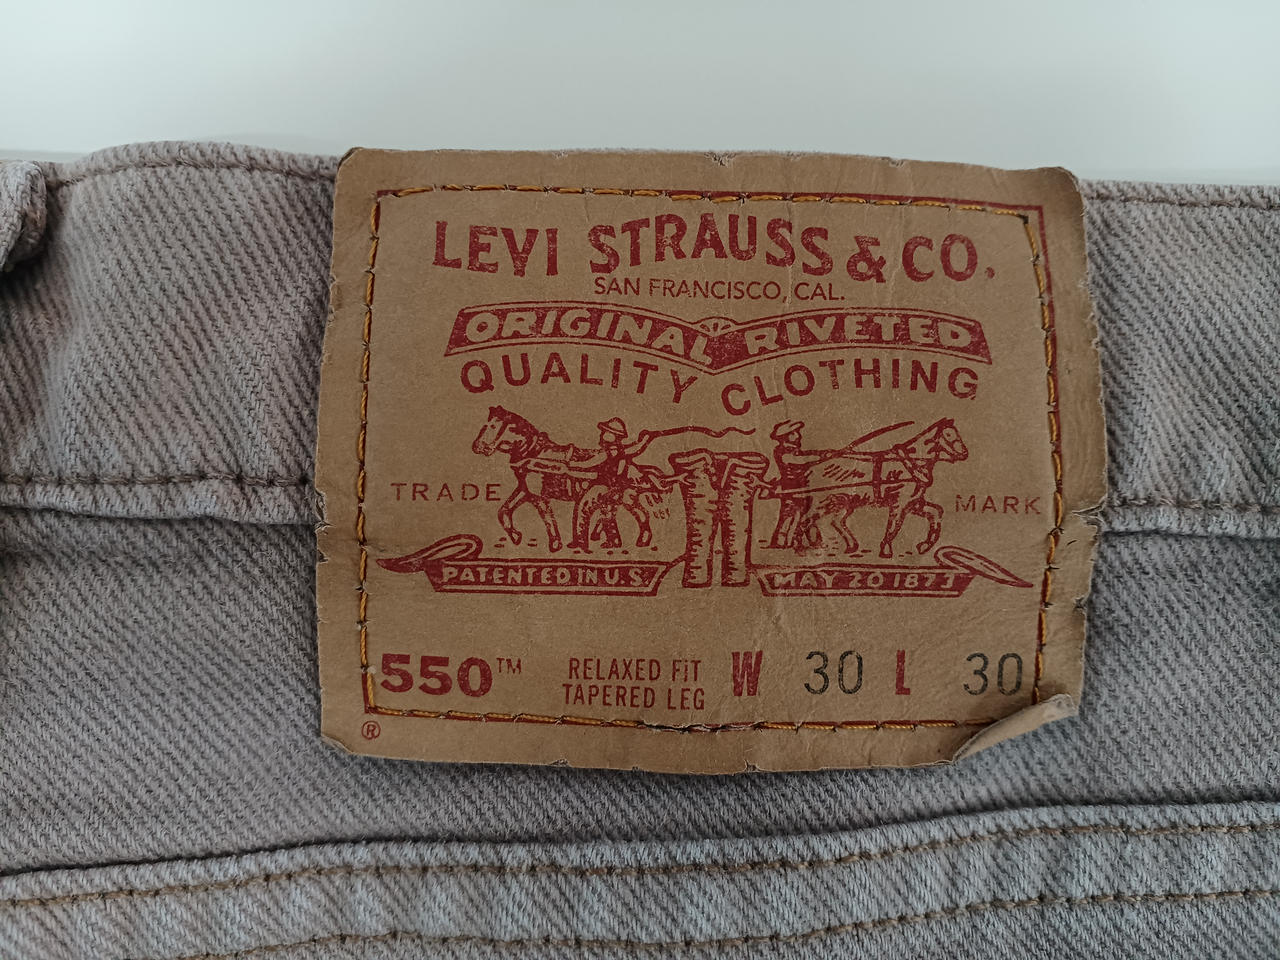 LEVI STRAUSS & CO.
SAN FRANCISCO, CAL.
ORIGINAL RIVETED
QUALITY CLOTHING
TRADE MARK
PATENTED IN U.S. MAY 20 1873
550™ RELAXED FIT W 30 L 30
TAPERED LEG
®